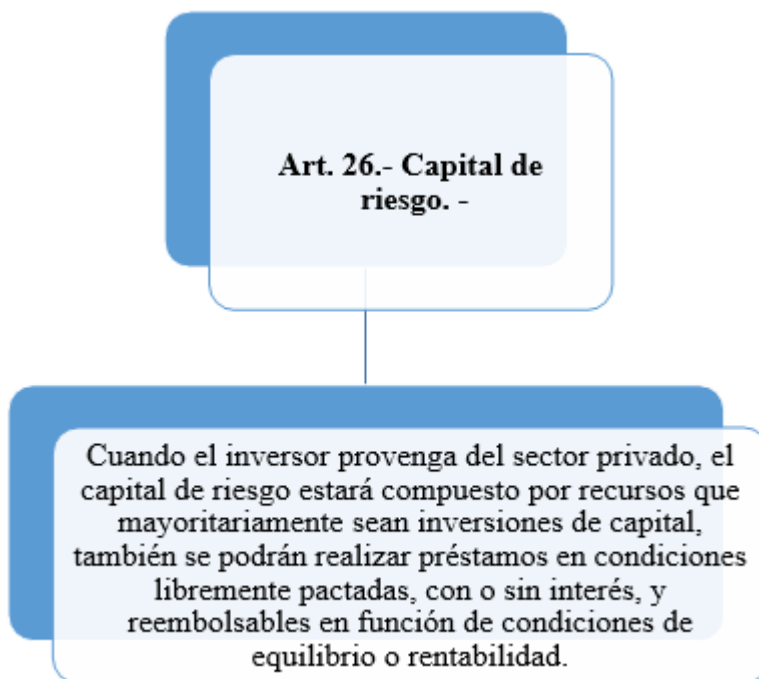 Art. 26.- Capital de
riesgo. -
Cuando el inversor provenga del sector privado, el
capital de riesgo estará compuesto por recursos que
mayoritariamente sean inversiones de capital,
también se podrán realizar préstamos en condiciones
libremente pactadas, con o sin interés, y
reembolsables en función de condiciones de
equilibrio o rentabilidad.